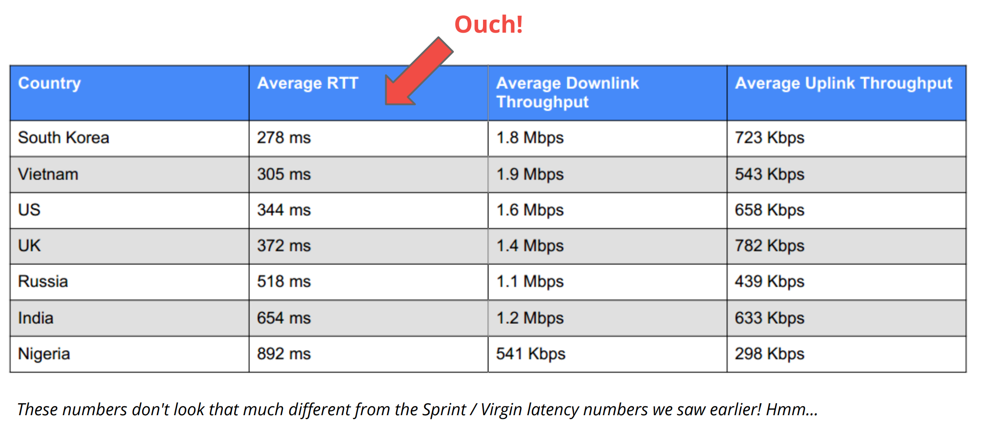 Ouch!
Country Average RTT Average Downlink Throughput Average Uplink Throughput
South Korea 278 ms 1.8 Mbps 723 Kbps
Vietnam 305 ms 1.9 Mbps 543 Kbps
US 344 ms 1.6 Mbps 658 Kbps
UK 372 ms 1.4 Mbps 782 Kbps
Russia 518 ms 1.1 Mbps 439 Kbps
India 654 ms 1.2 Mbps 633 Kbps
Nigeria 892 ms 541 Kbps 298 Kbps
These numbers don't look that much different from the Sprint / Virgin latency numbers we saw earlier! Hmm...